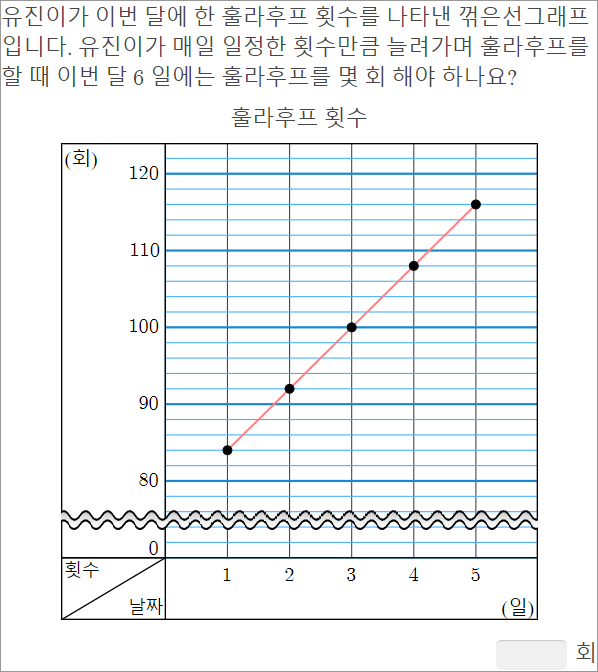 유진이가 이번 달에 한 훌라후프 횟수를 나타낸 꺾은선그래프
입니다. 유진이가 매일 일정한 횟수만큼 늘려가며 훌라후프를
할 때 이번 달 6 일에는 훌라후프를 몇 회 해야 하나요?
훌라후프 횟수
(회)
120
110
100
90
80
0
횟수
날짜
1 2 3 4 5
(일)
회